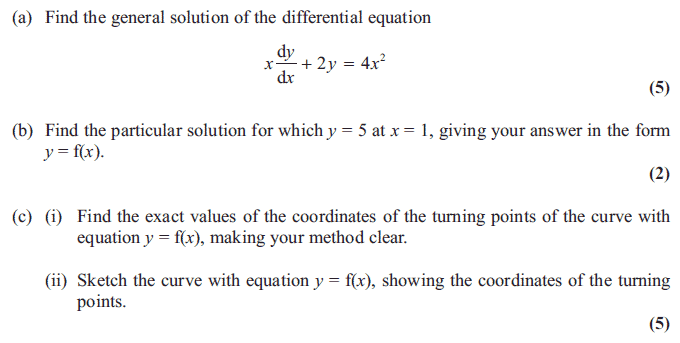 (a) Find the general solution of the differential equation
x dy/dx + 2y = 4x²
(5)
(b) Find the particular solution for which y = 5 at x = 1, giving your answer in the form
y = f(x).
(2)
(c) (i) Find the exact values of the coordinates of the turning points of the curve with
equation y = f(x), making your method clear.
(ii) Sketch the curve with equation y = f(x), showing the coordinates of the turning
points.
(5)